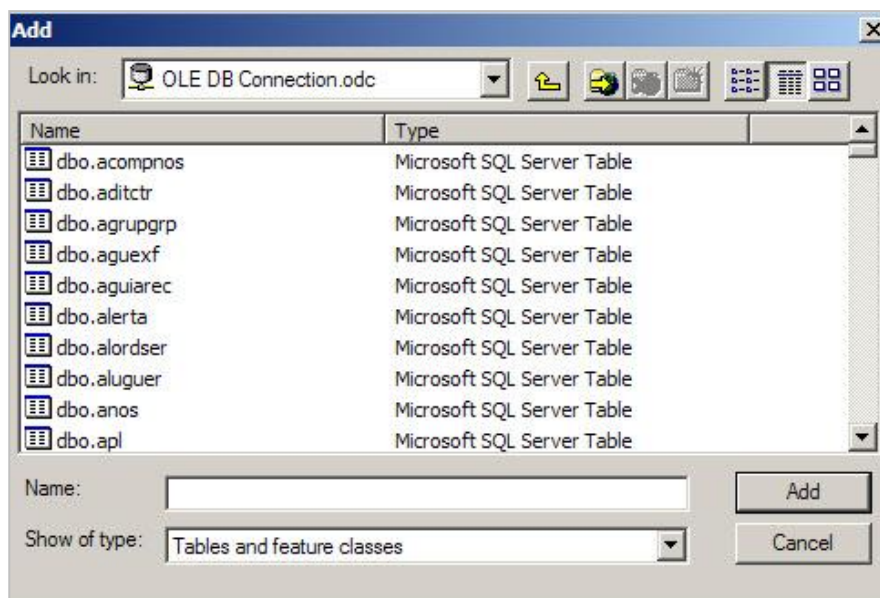 Add
Look in: OLE DB Connection.odc
Name Type
dbo.acompnos Microsoft SQL Server Table
dbo.aditctr Microsoft SQL Server Table
dbo.agrupgrp Microsoft SQL Server Table
dbo.aguexf Microsoft SQL Server Table
dbo.aguiarec Microsoft SQL Server Table
dbo.alerta Microsoft SQL Server Table
dbo.alordser Microsoft SQL Server Table
dbo.aluguer Microsoft SQL Server Table
dbo.anos Microsoft SQL Server Table
dbo.apl Microsoft SQL Server Table
Name: Add
Show of type: Tables and feature classes Cancel